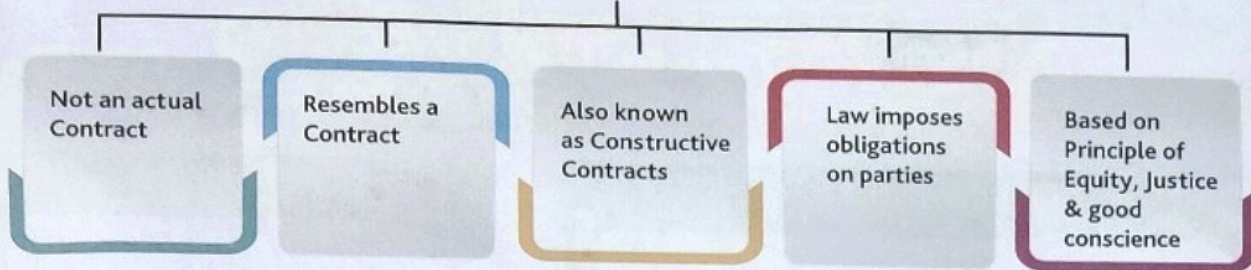 Not an actual
Contract
Resembles a
Contract
Also known
as Constructive
Contracts
Law imposes
obligations
on parties
Based on
Principle of
Equity, Justice
& good
conscience